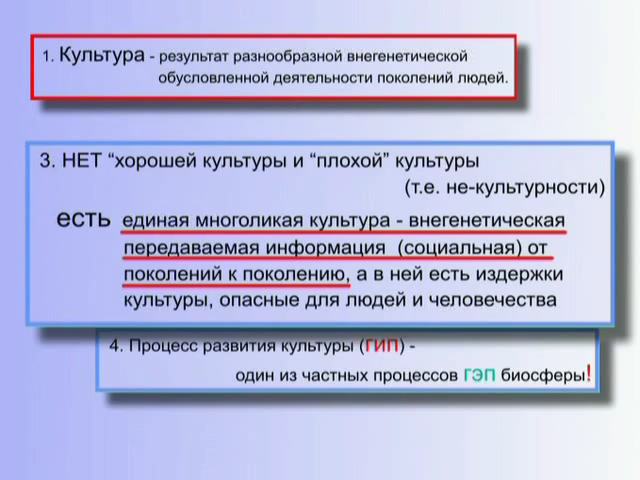 1. Культура - результат разнообразной внегенетической
обусловленной деятельности поколений людей.
3. НЕТ “хорошей культуры и “плохой” культуры
(т.е. не-культурности)
есть единая многоликая культура - внегенетическая
передаваемая информация (социальная) от
поколений к поколению, а в ней есть издержки
культуры, опасные для людей и человечества
4. Процесс развития культуры (ГИП) -
один из частных процессов ГЭП биосферы!